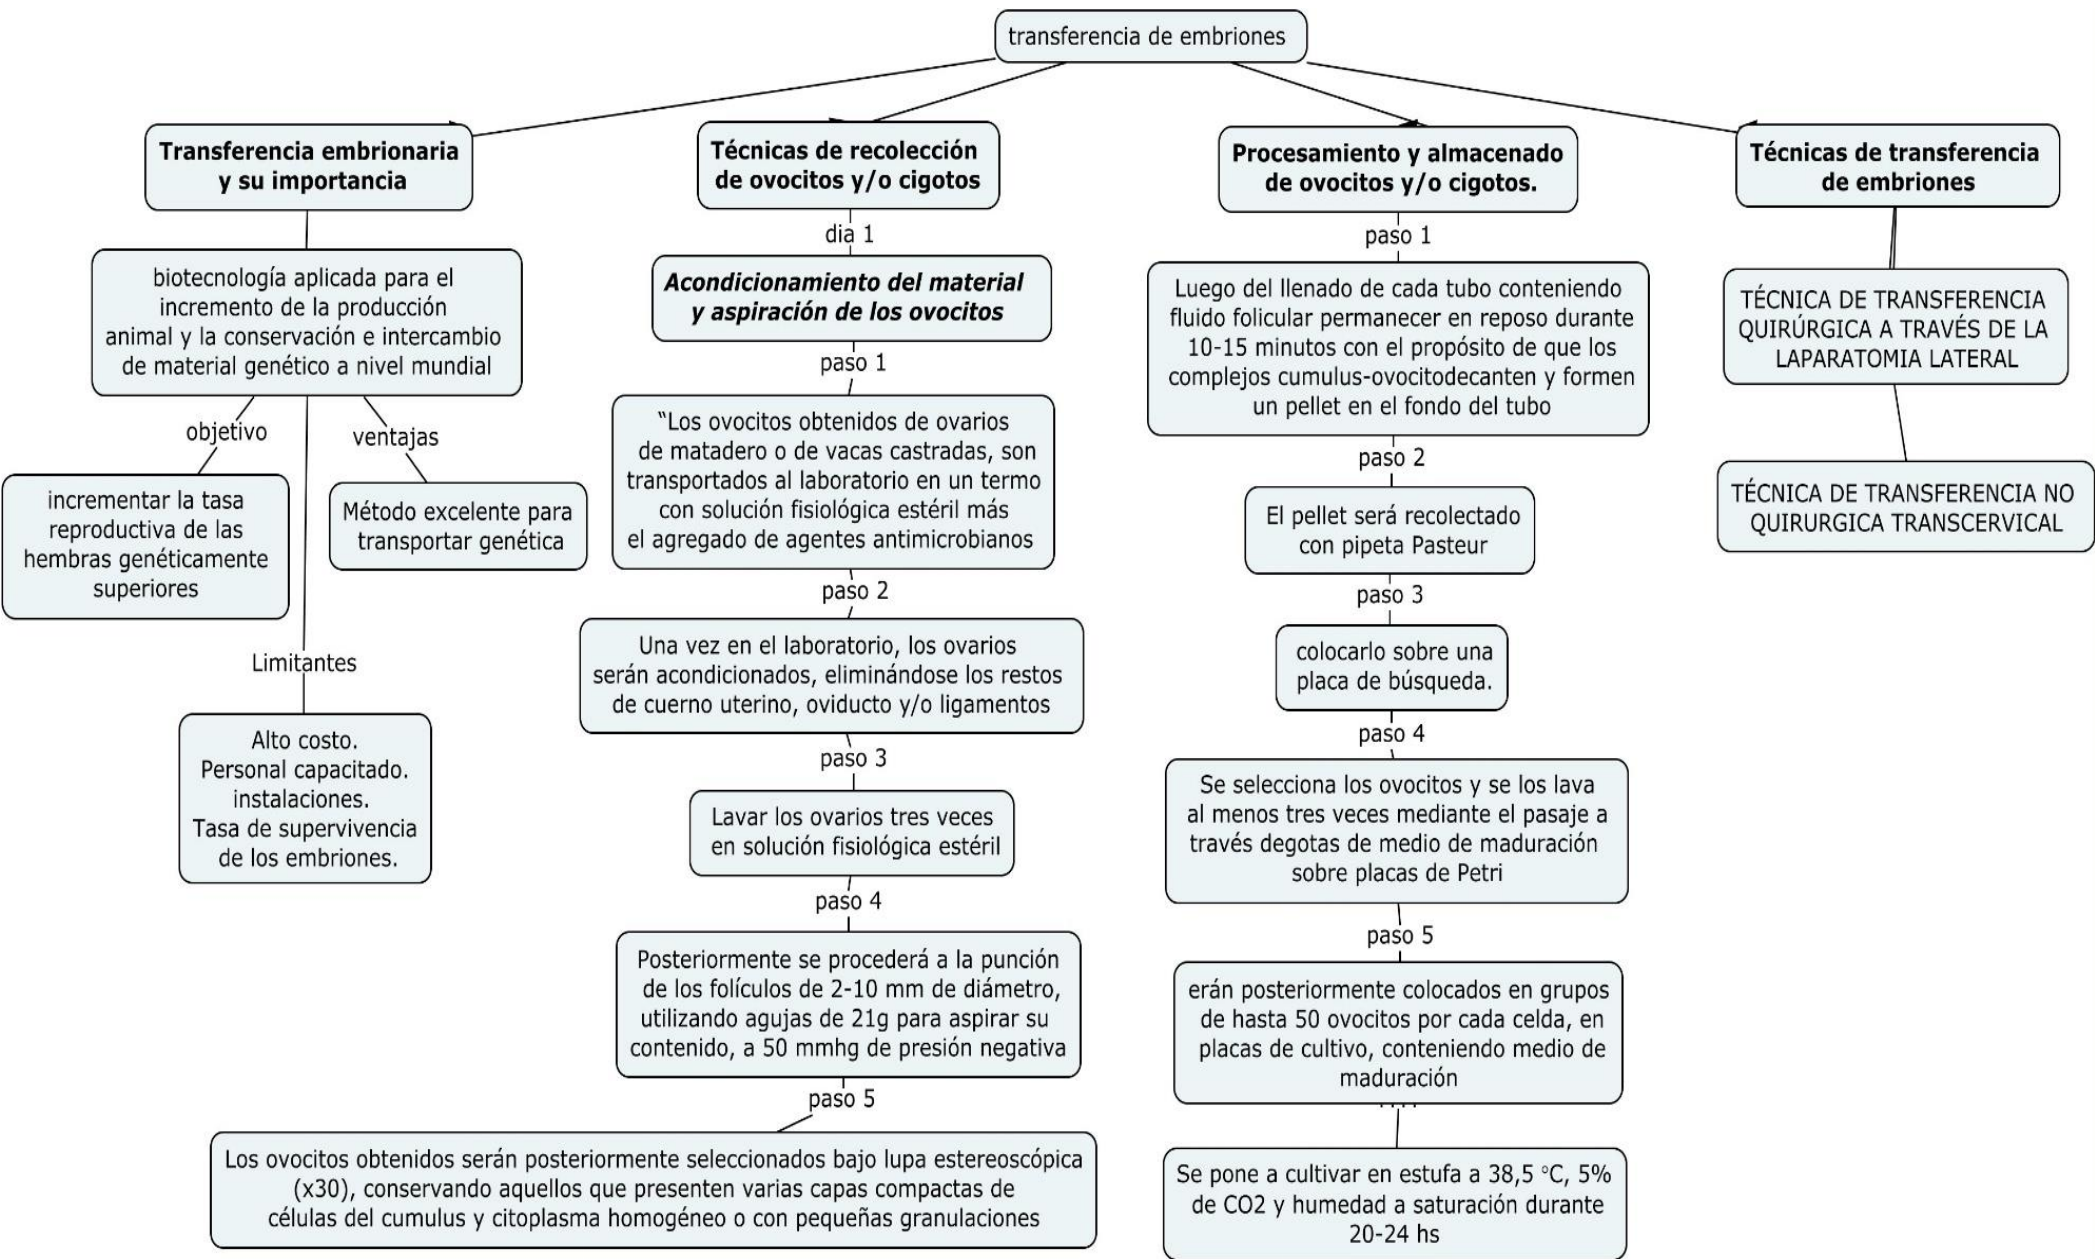 transferencia de embriones
Transferencia embrionaria
y su importancia
biotecnología aplicada para el
incremento de la producción
animal y la conservación e intercambio
de material genético a nivel mundial
objetivo
incrementar la tasa
reproductiva de las
hembras genéticamente
superiores
ventajas
Método excelente para
transportar genética
Limitantes
Alto costo.
Personal capacitado.
instalaciones.
Tasa de supervivencia
de los embriones.
Técnicas de recolección
de ovocitos y/o cigotos
dia 1
Acondicionamiento del material
y aspiración de los ovocitos
paso 1
“Los ovocitos obtenidos de ovarios
de matadero o de vacas castradas, son
transportados al laboratorio en un termo
con solución fisiológica estéril más
el agregado de agentes antimicrobianos
paso 2
Una vez en el laboratorio, los ovarios
serán acondicionados, eliminándose los restos
de cuerno uterino, oviducto y/o ligamentos
paso 3
Lavar los ovarios tres veces
en solución fisiológica estéril
paso 4
Posteriormente se procederá a la punción
de los folículos de 2-10 mm de diámetro,
utilizando agujas de 21g para aspirar su
contenido, a 50 mmhg de presión negativa
paso 5
Los ovocitos obtenidos serán posteriormente seleccionados bajo lupa estereoscópica
(x30), conservando aquellos que presenten varias capas compactas de
células del cumulus y citoplasma homogéneo o con pequeñas granulaciones
Procesamiento y almacenado
de ovocitos y/o cigotos.
paso 1
Luego del llenado de cada tubo conteniendo
fluido folicular permanecer en reposo durante
10-15 minutos con el propósito de que los
complejos cumulus-ovocitodecanten y formen
un pellet en el fondo del tubo
paso 2
El pellet será recolectado
con pipeta Pasteur
paso 3
colocarlo sobre una
placa de búsqueda.
paso 4
Se selecciona los ovocitos y se los lava
al menos tres veces mediante el pasaje a
través degotas de medio de maduración
sobre placas de Petri
paso 5
erán posteriormente colocados en grupos
de hasta 50 ovocitos por cada celda, en
placas de cultivo, conteniendo medio de
maduración
Se pone a cultivar en estufa a 38,5 °C, 5%
de CO2 y humedad a saturación durante
20-24 hs
Técnicas de transferencia
de embriones
TÉCNICA DE TRANSFERENCIA
QUIRÚRGICA A TRAVÉS DE LA
LAPARATOMIA LATERAL
TÉCNICA DE TRANSFERENCIA NO
QUIRURGICA TRANSCERVICAL